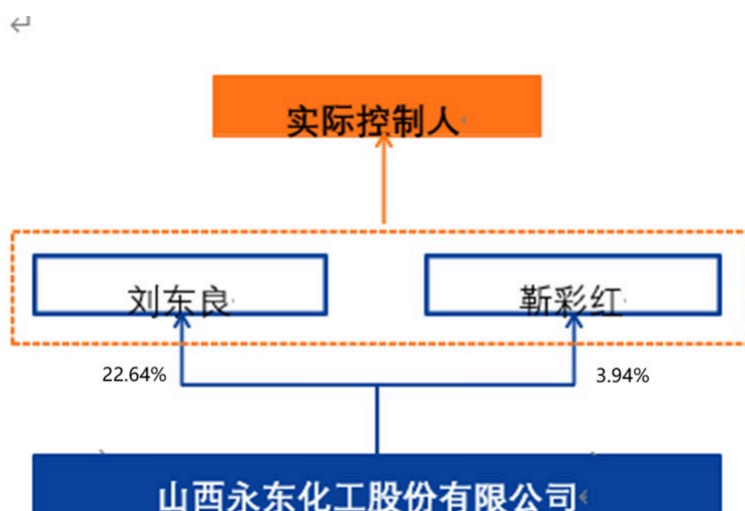 实际控制人
刘东良
靳彩红
22.64%
3.94%
山西永东化工股份有限公司